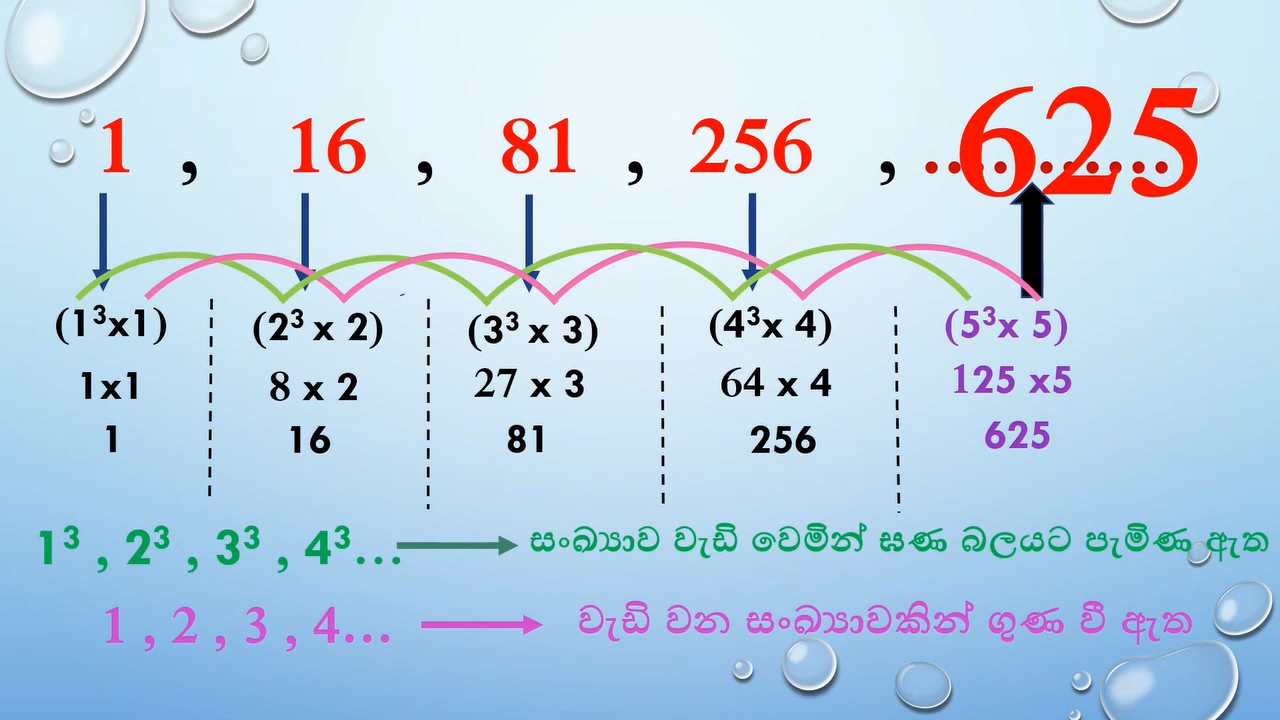 1 , 16 , 81 , 256 , .......... 625
(1³x1) (2³ x 2) (3³ x 3) (4³x 4) (5³x 5)
1x1 8 x 2 27 x 3 64 x 4 125 x5
1 16 81 256 625
1³ , 2³ , 3³ , 4³... සංඛ්‍යාව වැඩි වෙමින් ඝණ බලයට පැමිණ ඇත
1 , 2 , 3 , 4... වැඩි වන සංඛ්‍යාවකින් ගුණ වී ඇත